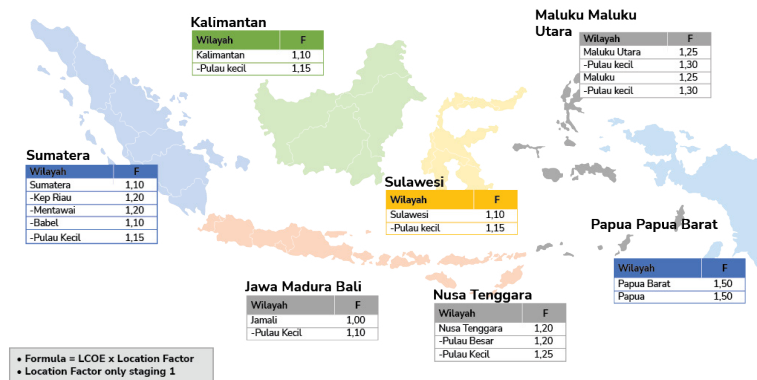 Kalimantan
Wilayah F
Kalimantan 1,10
-Pulau kecil 1,15
Maluku Maluku
Utara
Wilayah F
Maluku Utara 1,25
-Pulau kecil 1,30
Maluku 1,25
-Pulau kecil 1,30
Sumatera
Wilayah F
Sumatera 1,10
-Kep Riau 1,20
-Mentawai 1,20
-Babel 1,10
-Pulau Kecil 1,15
Sulawesi
Wilayah F
Sulawesi 1,10
-Pulau kecil 1,15
Papua Papua Barat
Wilayah F
Papua Barat 1,50
Papua 1,50
Jawa Madura Bali
Wilayah F
Jamali 1,00
-Pulau Kecil 1,10
Nusa Tenggara
Wilayah F
Nusa Tenggara 1,20
-Pulau Besar 1,20
-Pulau Kecil 1,25
• Formula = LCOE x Location Factor
• Location Factor only staging 1